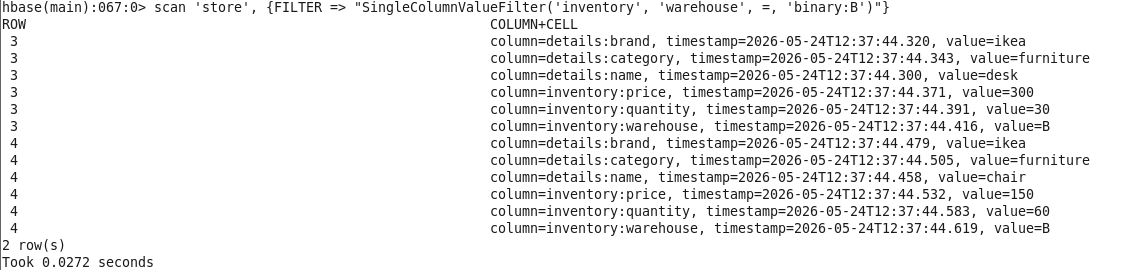 hbase(main):067:0> scan 'store', {FILTER => "SingleColumnValueFilter('inventory', 'warehouse', =, 'binary:B')"}
ROW COLUMN+CELL
3 column=details:brand, timestamp=2026-05-24T12:37:44.320, value=ikea
3 column=details:category, timestamp=2026-05-24T12:37:44.343, value=furniture
3 column=details:name, timestamp=2026-05-24T12:37:44.300, value=desk
3 column=inventory:price, timestamp=2026-05-24T12:37:44.371, value=300
3 column=inventory:quantity, timestamp=2026-05-24T12:37:44.391, value=30
3 column=inventory:warehouse, timestamp=2026-05-24T12:37:44.416, value=B
4 column=details:brand, timestamp=2026-05-24T12:37:44.479, value=ikea
4 column=details:category, timestamp=2026-05-24T12:37:44.505, value=furniture
4 column=details:name, timestamp=2026-05-24T12:37:44.458, value=chair
4 column=inventory:price, timestamp=2026-05-24T12:37:44.532, value=150
4 column=inventory:quantity, timestamp=2026-05-24T12:37:44.583, value=60
4 column=inventory:warehouse, timestamp=2026-05-24T12:37:44.619, value=B
2 row(s)
Took 0.0272 seconds